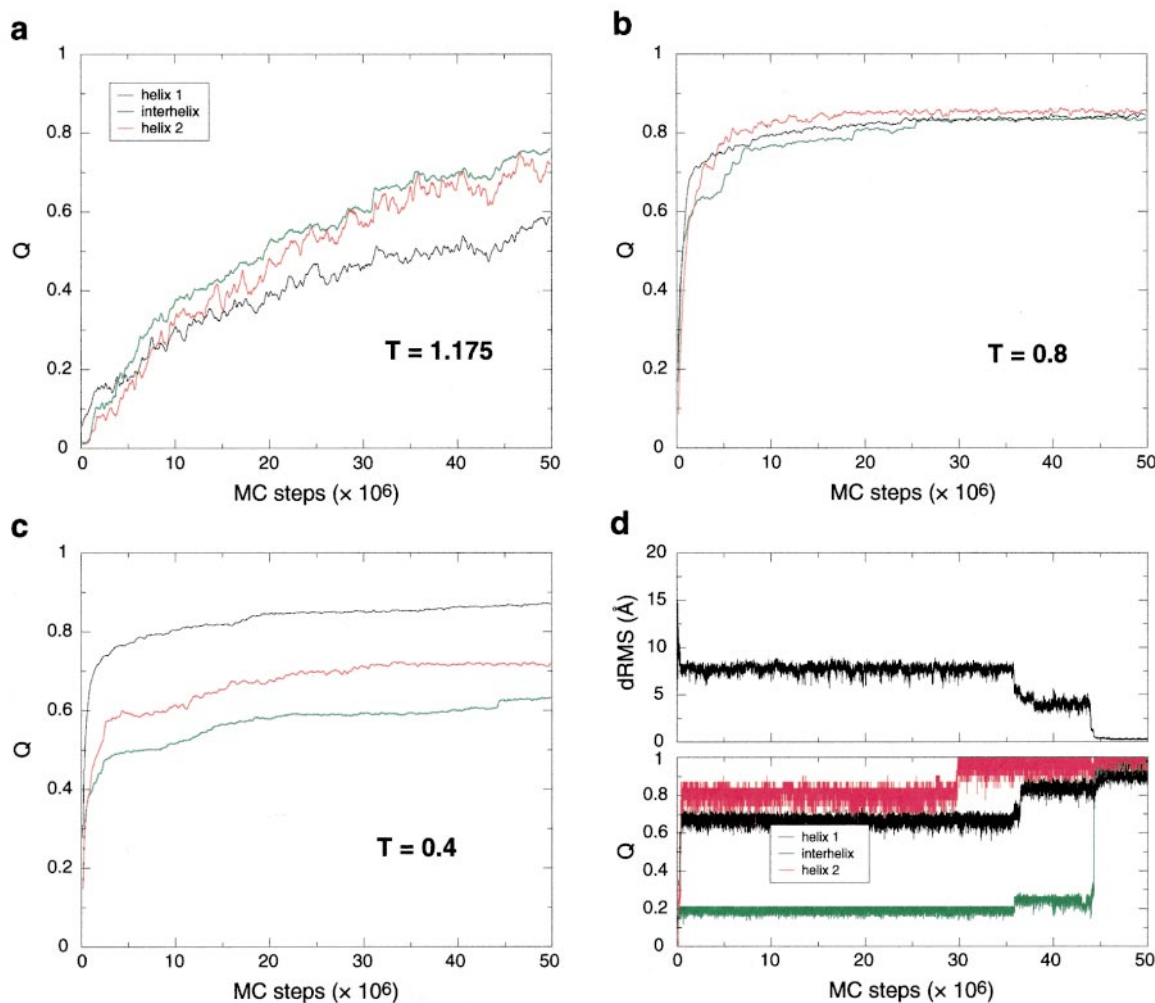 a
1
0.8
0.6
0.4
0.2
0
Q
helix 1
interhelix
helix 2
T = 1.175
0 10 20 30 40 50
MC steps (× 10⁶)
b
1
0.8
0.6
0.4
0.2
0
Q
T = 0.8
0 10 20 30 40 50
MC steps (× 10⁶)
c
1
0.8
0.6
0.4
0.2
0
Q
T = 0.4
0 10 20 30 40 50
MC steps (× 10⁶)
d
20
15
10
5
0
dRMS (Å)
1
0.8
0.6
0.4
0.2
0
Q
helix 1
interhelix
helix 2
0 10 20 30 40 50
MC steps (× 10⁶)